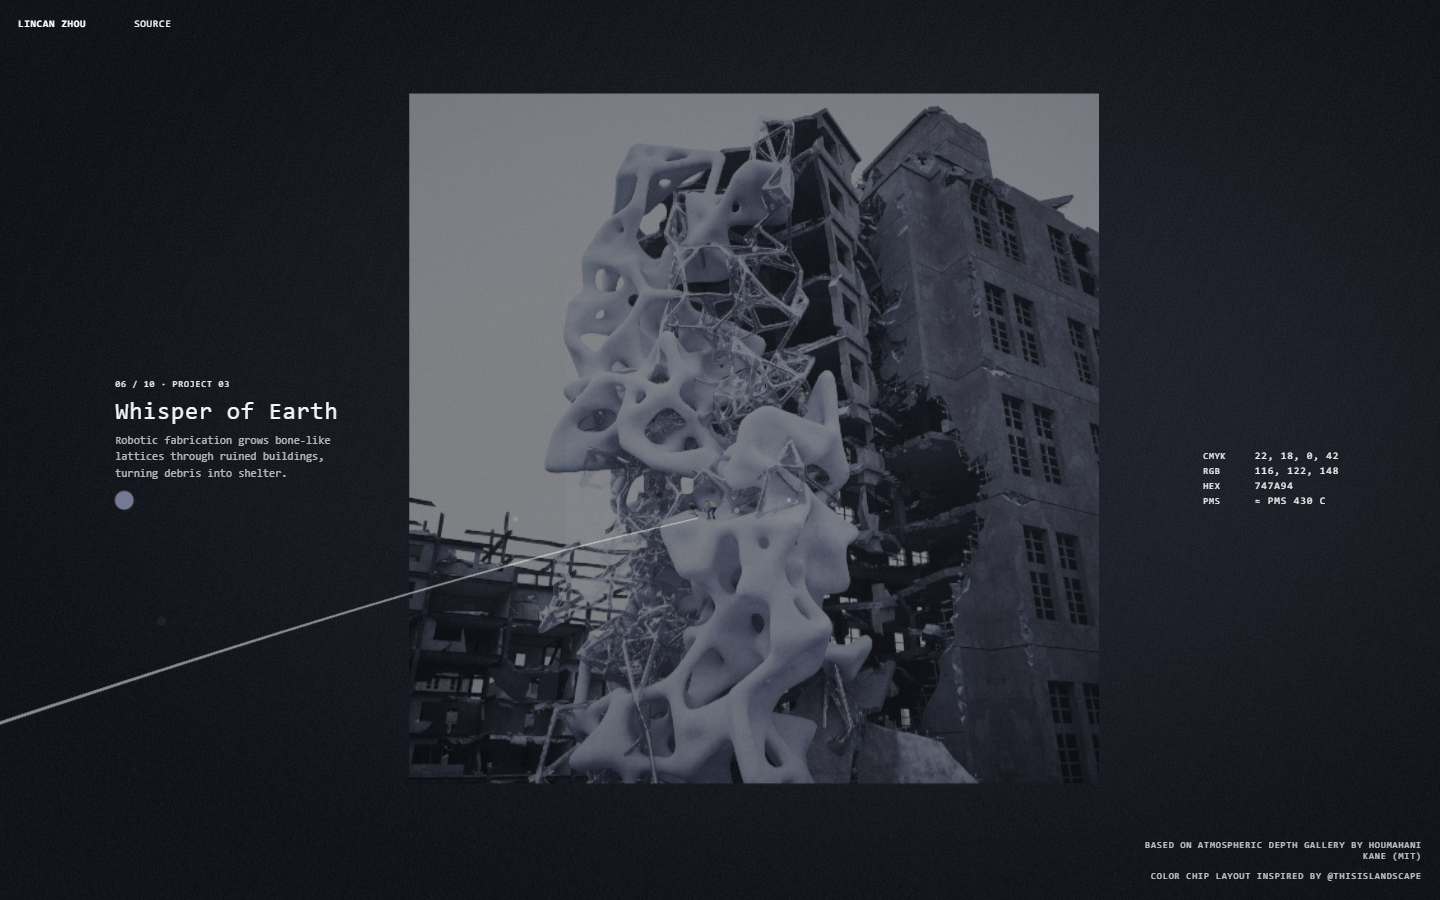 LINCAN ZHOU
SOURCE
06 / 10 · PROJECT 03
Whisper of Earth
Robotic fabrication grows bone-like
lattices through ruined buildings,
turning debris into shelter.
CMYK 22, 18, 0, 42
RGB 116, 122, 148
HEX 747A94
PMS ≈ PMS 430 C
BASED ON ATMOSPHERIC DEPTH GALLERY BY HOUMAHANI
KANE (MIT)
COLOR CHIP LAYOUT INSPIRED BY @THISISLANDSCAPE